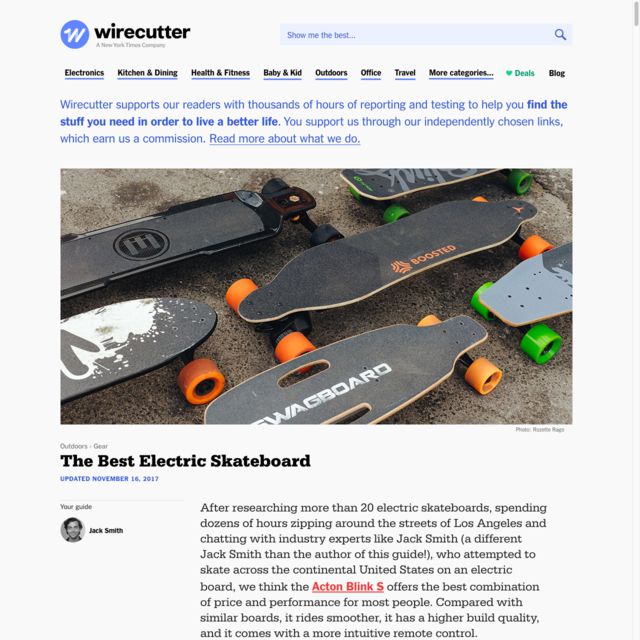 wirecutter
A New York Times Company
Show me the best...
Electronics Kitchen & Dining Health & Fitness Baby & Kid Outdoors Office Travel More categories... Deals Blog
Wirecutter supports our readers with thousands of hours of reporting and testing to help you find the
stuff you need in order to live a better life. You support us through our independently chosen links,
which earn us a commission. Read more about what we do.
BOOSTED
SWAGBOARD
Photo: Rozette Rago
Outdoors › Gear
The Best Electric Skateboard
UPDATED NOVEMBER 16, 2017
Your guide
Jack Smith
After researching more than 20 electric skateboards, spending
dozens of hours zipping around the streets of Los Angeles and
chatting with industry experts like Jack Smith (a different
Jack Smith than the author of this guide!), who attempted to
skate across the continental United States on an electric
board, we think the Acton Blink S offers the best combination
of price and performance for most people. Compared with
similar boards, it rides smoother, it has a higher build quality,
and it comes with a more intuitive remote control.